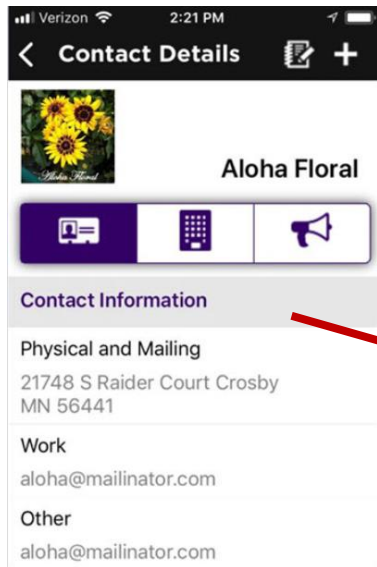 Verizon 2:21 PM
Contact Details
Aloha Floral
Aloha Floral
Contact Information
Physical and Mailing
21748 S Raider Court Crosby
MN 56441
Work
aloha@mailinator.com
Other
aloha@mailinator.com